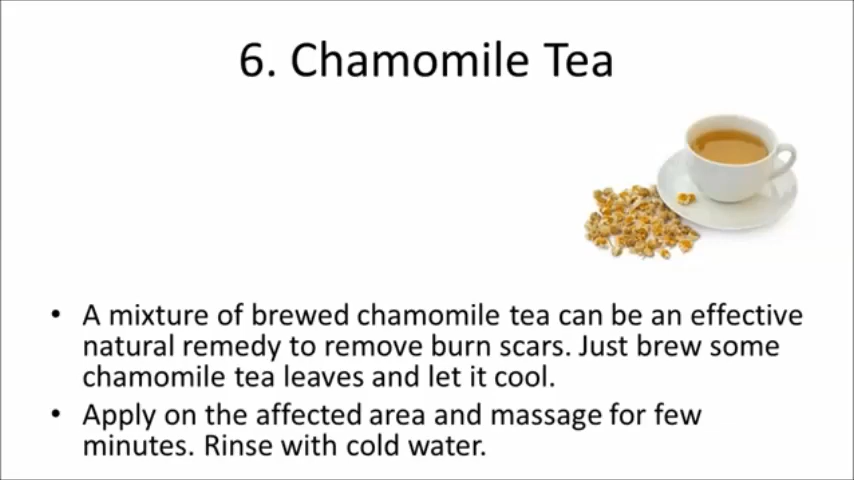 6. Chamomile Tea
• A mixture of brewed chamomile tea can be an effective
natural remedy to remove burn scars. Just brew some
chamomile tea leaves and let it cool.
• Apply on the affected area and massage for few
minutes. Rinse with cold water.